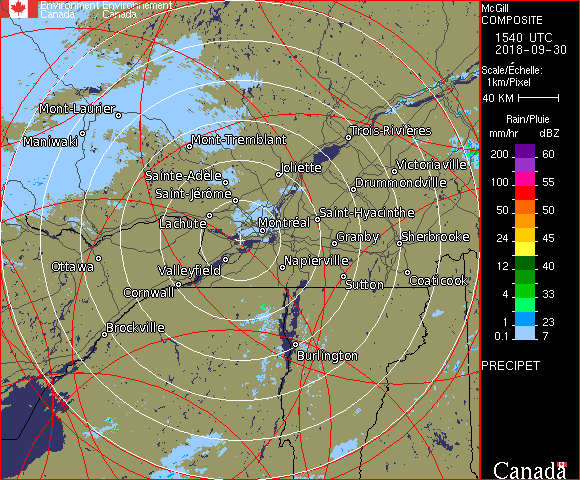 Environment Environnement
Canada Canada
McGill
COMPOSITE
1540 UTC
2018-09-30
Scale/Échelle:
1km/Pixel
40 KM
Rain/Pluie
mm/hr dBZ
200 60
100 55
50 50
24 45
12 40
4 33
1 23
0.1 7
PRECIPET
Canada
Mont-Laurier
Maniwaki
Mont-Tremblant
Trois-Rivières
Joliette
Victoriaville
Sainte-Adèle
Drummondville
Saint-Jérôme
Saint-Hyacinthe
Lachute
Montréal
Granby
Sherbrooke
Ottawa
Valleyfield
Napierville
Cornwall
Sutton
Coaticook
Brockville
Burlington